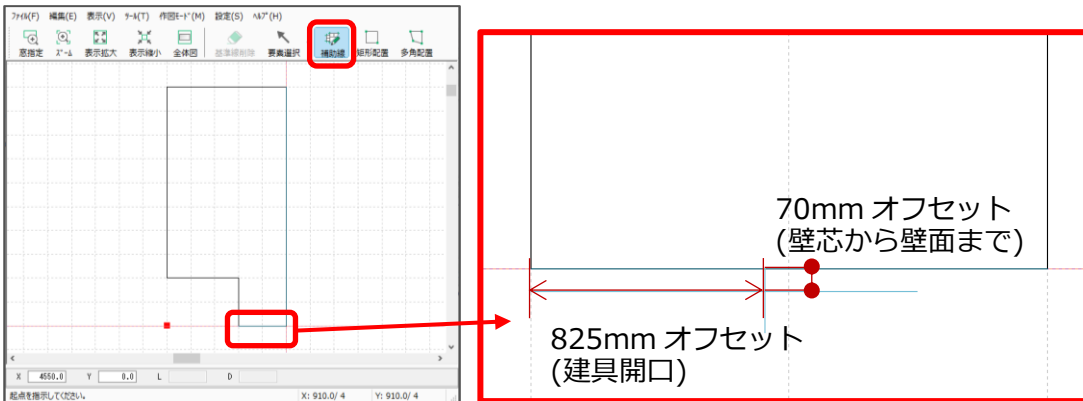 ファイル(F) 編集(E) 表示(V) ツール(T) 作図モード(M) 設定(S) ヘルプ(H)
窓指定 ズーム 表示拡大 表示縮小 全体図 基準線削除 要素選択 補助線 矩形配置 多角配置
70mm オフセット
(壁芯から壁面まで)
825mm オフセット
(建具開口)
X 4550.0 Y 0.0 L D
起点を指示してください。 X: 910.0/ 4 Y: 910.0/ 4